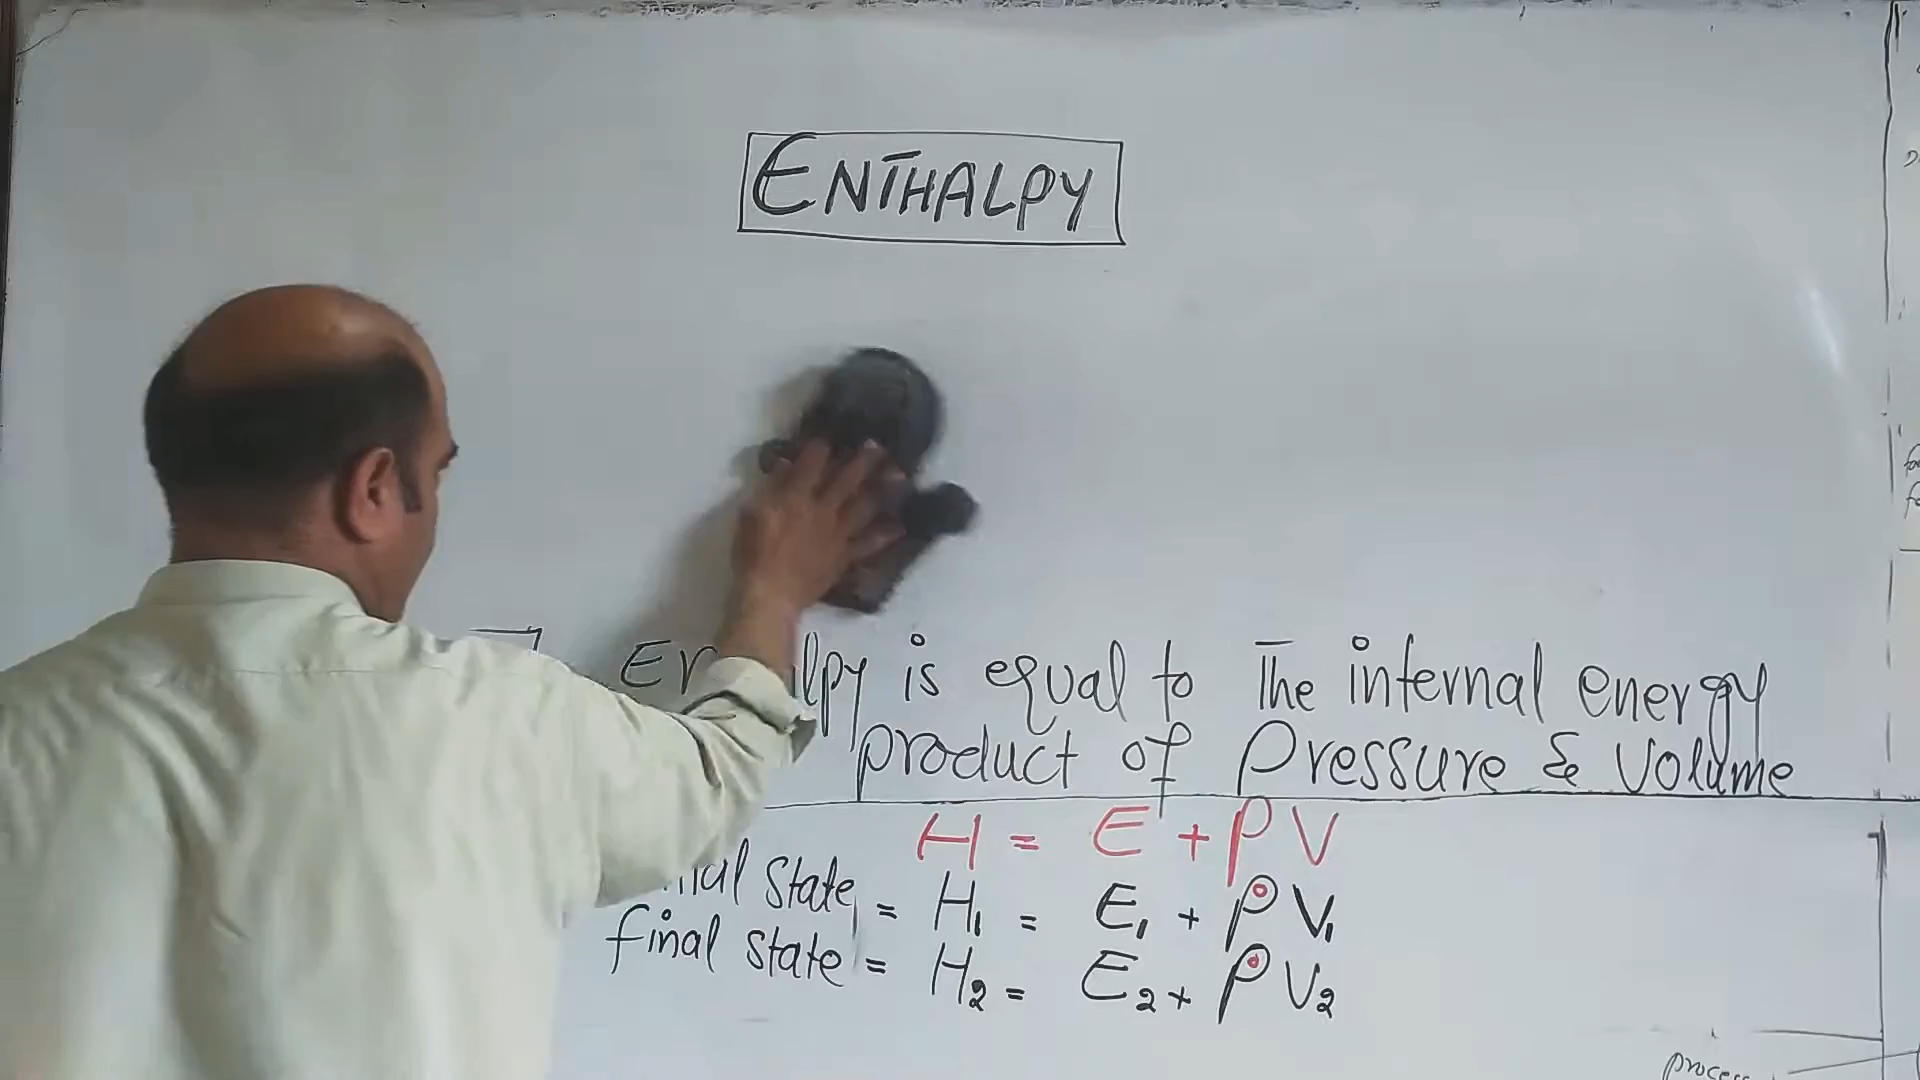 ENTHALPY
is equal to The internal energy
product of Pressure & Volume
H = E + PV
state = H₁ = E₁ + PV₁
final state = H₂ = E₂ + PV₂
process